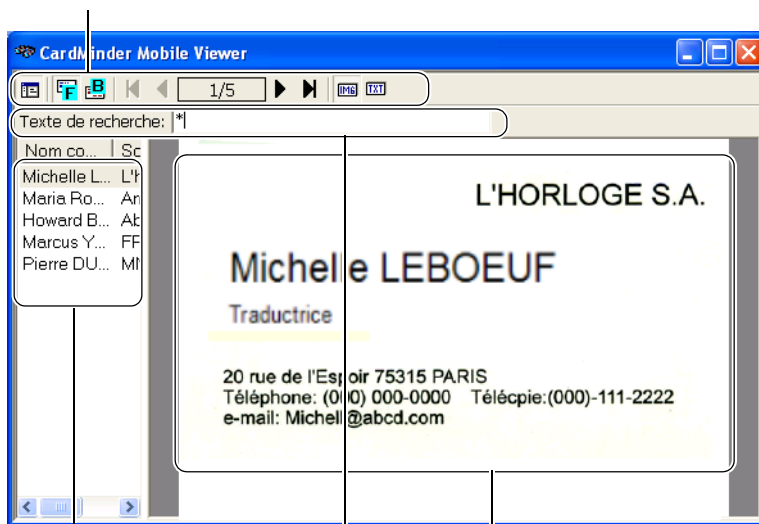 CardMinder Mobile Viewer
F B 1/5 IMG TXT
Texte de recherche: *
Nom co... Sc
Michelle L... L'H
Maria Ro... An
Howard B... Ab
Marcus Y... FF
Pierre DU... MI
L'HORLOGE S.A.
Michelle LEBOEUF
Traductrice
20 rue de l'Espoir 75315 PARIS
Téléphone: (000) 000-0000 Télécpie:(000)-111-2222
e-mail: Michell@abcd.com